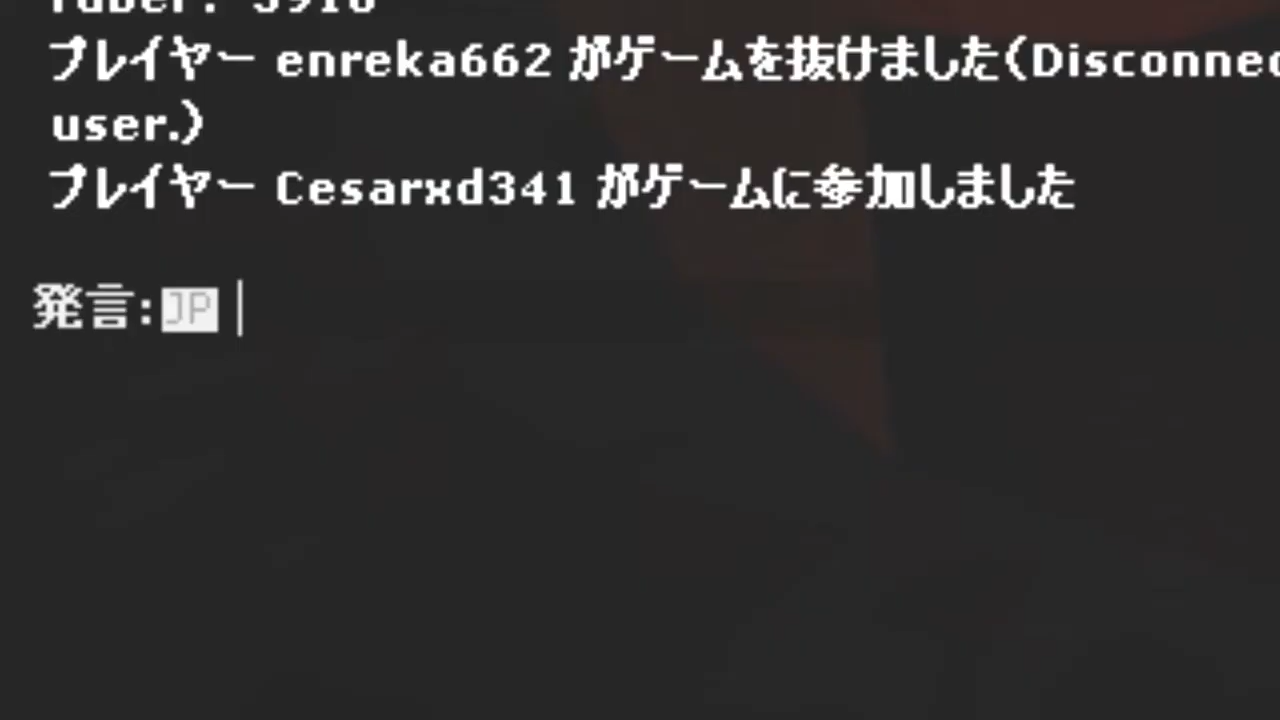 プレイヤー enreka662 がゲームを抜けました(Disconnec
user.)
プレイヤー Cesarxd341 がゲームに参加しました
発言:JP